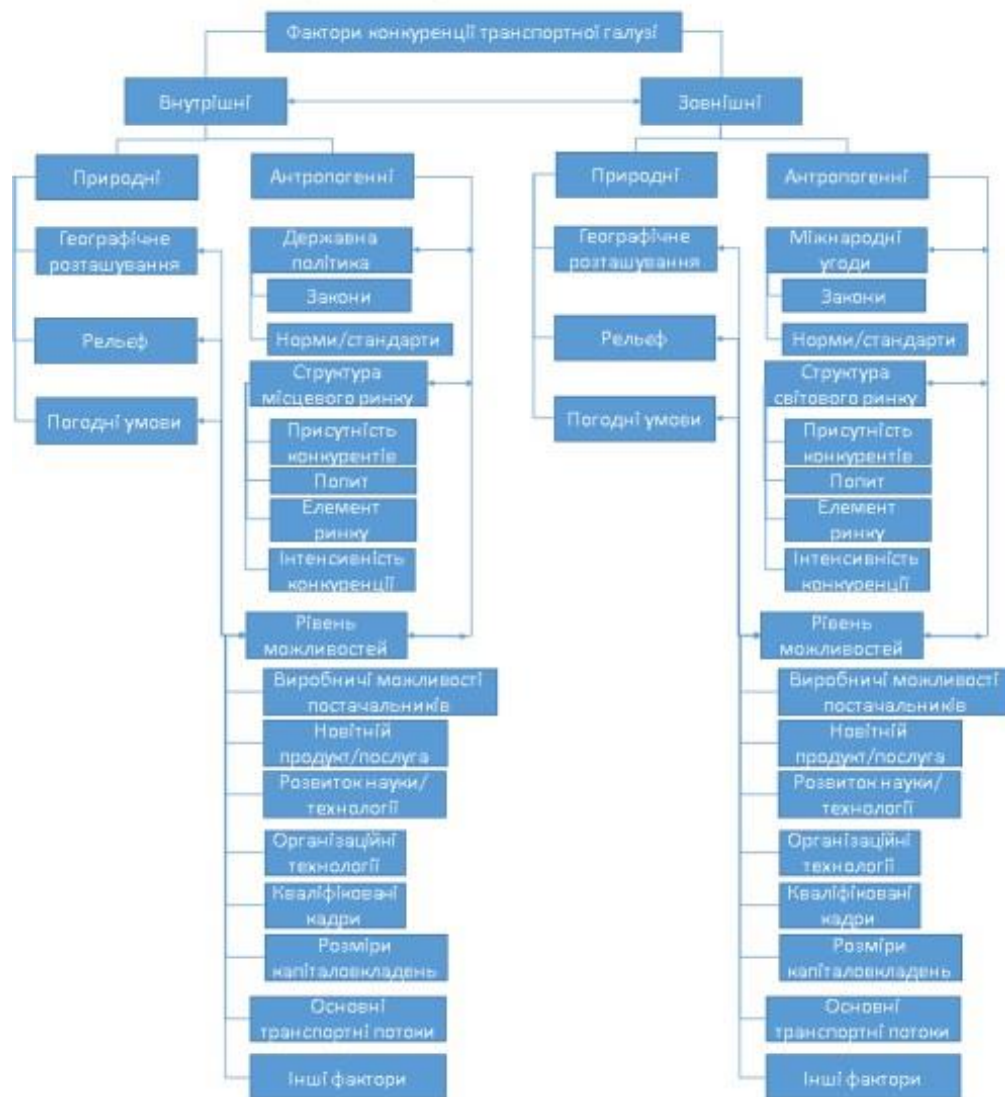 Фактори конкуренції транспортної галузі
Внутрішні
Зовнішні
Природні
Антропогенні
Географічне
розташування
Державна
політика
Закони
Рельєф
Норми/стандарти
Структура
місцевого ринку
Погодні умови
Присутність
конкурентів
Попит
Елемент
ринку
Інтенсивність
конкуренції
Рівень
можливостей
Виробничі можливості
постачальників
Новітній
продукт/послуга
Розвиток науки/
технології
Організаційні
технології
Кваліфіковані
кадри
Розміри
капіталовкладень
Основні
транспортні потоки
Інші фактори
Природні
Антропогенні
Географічне
розташування
Міжнародні
угоди
Закони
Рельєф
Норми/стандарти
Структура
світового ринку
Погодні умови
Присутність
конкурентів
Попит
Елемент
ринку
Інтенсивність
конкуренції
Рівень
можливостей
Виробничі можливості
постачальників
Новітній
продукт/послуга
Розвиток науки/
технології
Організаційні
технології
Кваліфіковані
кадри
Розміри
капіталовкладень
Основні
транспортні потоки
Інші фактори